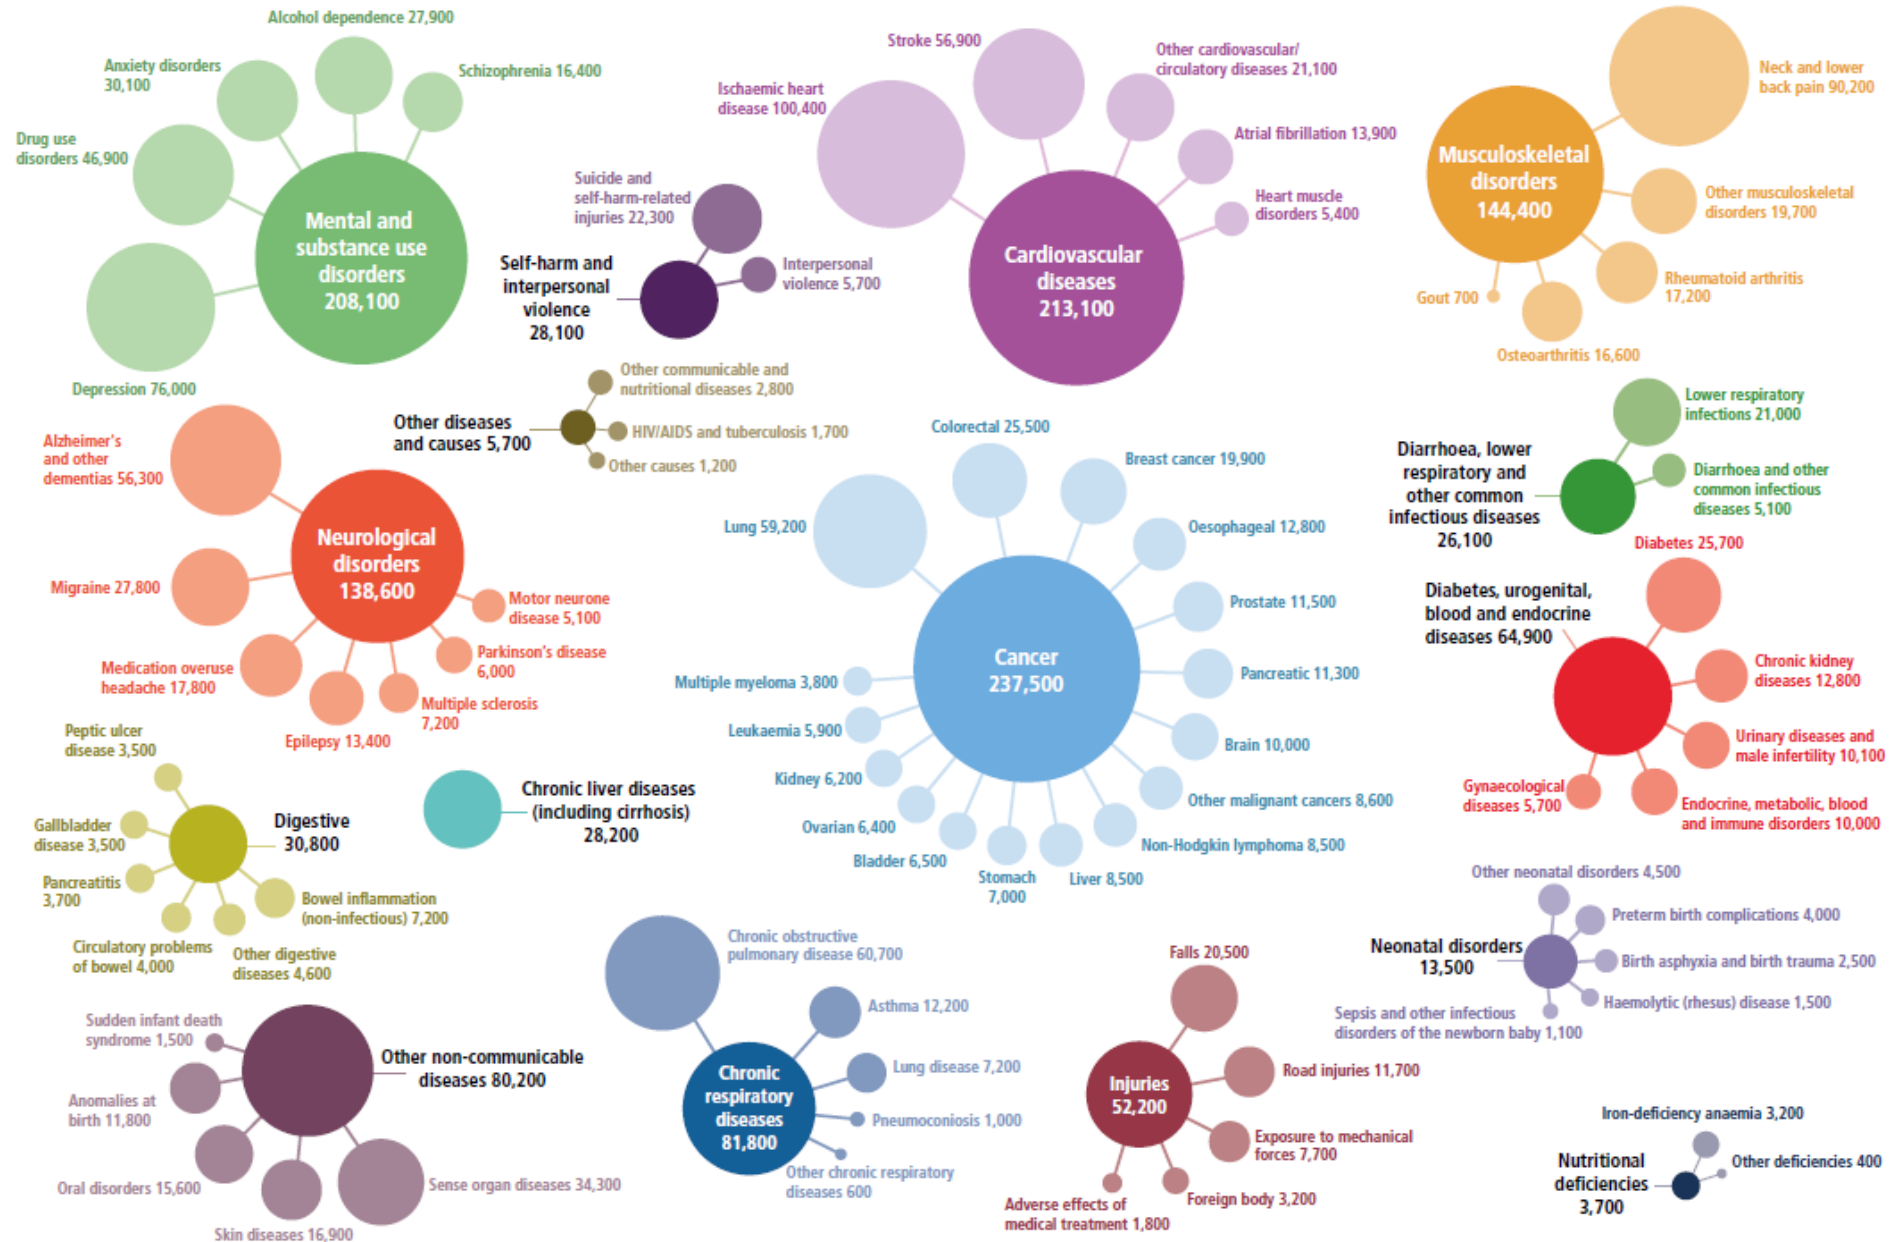 Alcohol dependence 27,900
Anxiety disorders
30,100
Schizophrenia 16,400
Drug use
disorders 46,900
Mental and
substance use
disorders
208,100
Depression 76,000
Suicide and
self-harm-related
injuries 22,300
Self-harm and
interpersonal
violence
28,100
Interpersonal
violence 5,700
Stroke 56,900
Other cardiovascular/
circulatory diseases 21,100
Ischaemic heart
disease 100,400
Atrial fibrillation 13,900
Heart muscle
disorders 5,400
Cardiovascular
diseases
213,100
Neck and lower
back pain 90,200
Musculoskeletal
disorders
144,400
Other musculoskeletal
disorders 19,700
Rheumatoid arthritis
17,200
Gout 700
Osteoarthritis 16,600
Other communicable and
nutritional diseases 2,800
Other diseases
and causes 5,700
HIV/AIDS and tuberculosis 1,700
Other causes 1,200
Lower respiratory
infections 21,000
Diarrhoea, lower
respiratory and
other common
infectious diseases
26,100
Diarrhoea and other
common infectious
diseases 5,100
Alzheimer's
and other
dementias 56,300
Neurological
disorders
138,600
Migraine 27,800
Motor neurone
disease 5,100
Parkinson's disease
6,000
Medication overuse
headache 17,800
Multiple sclerosis
7,200
Epilepsy 13,400
Colorectal 25,500
Breast cancer 19,900
Lung 59,200
Oesophageal 12,800
Prostate 11,500
Cancer
237,500
Pancreatic 11,300
Multiple myeloma 3,800
Leukaemia 5,900
Brain 10,000
Kidney 6,200
Other malignant cancers 8,600
Ovarian 6,400
Non-Hodgkin lymphoma 8,500
Bladder 6,500
Stomach
7,000
Liver 8,500
Diabetes 25,700
Diabetes, urogenital,
blood and endocrine
diseases 64,900
Chronic kidney
diseases 12,800
Urinary diseases and
male infertility 10,100
Gynaecological
diseases 5,700
Endocrine, metabolic, blood
and immune disorders 10,000
Peptic ulcer
disease 3,500
Gallbladder
disease 3,500
Digestive
30,800
Pancreatitis
3,700
Bowel inflammation
(non-infectious) 7,200
Circulatory problems
of bowel 4,000
Other digestive
diseases 4,600
Chronic liver diseases
(including cirrhosis)
28,200
Other neonatal disorders 4,500
Preterm birth complications 4,000
Neonatal disorders
13,500
Birth asphyxia and birth trauma 2,500
Haemolytic (rhesus) disease 1,500
Sepsis and other infectious
disorders of the newborn baby 1,100
Sudden infant death
syndrome 1,500
Other non-communicable
diseases 80,200
Anomalies at
birth 11,800
Oral disorders 15,600
Sense organ diseases 34,300
Skin diseases 16,900
Chronic obstructive
pulmonary disease 60,700
Asthma 12,200
Lung disease 7,200
Chronic
respiratory
diseases
81,800
Pneumoconiosis 1,000
Other chronic respiratory
diseases 600
Falls 20,500
Injuries
52,200
Road injuries 11,700
Exposure to mechanical
forces 7,700
Foreign body 3,200
Adverse effects of
medical treatment 1,800
Iron-deficiency anaemia 3,200
Nutritional
deficiencies
3,700
Other deficiencies 400